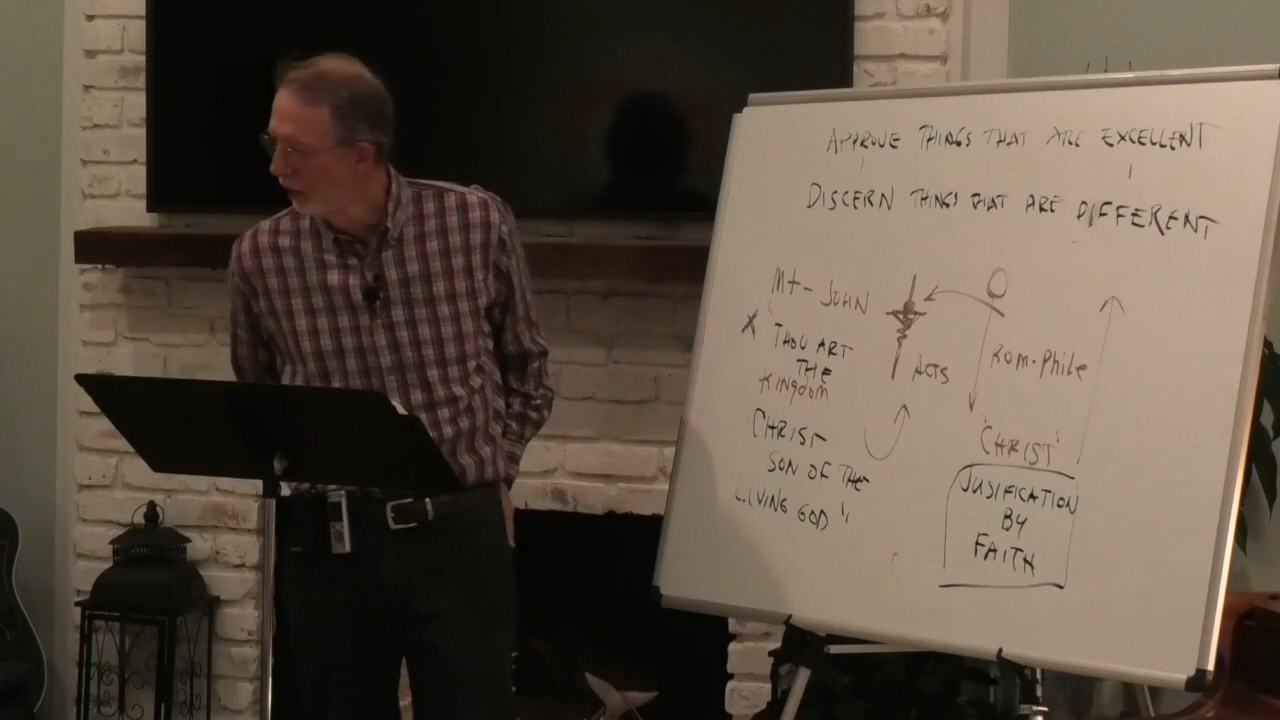 APPROVE THINGS THAT ARE EXCELLENT
DISCERN THINGS THAT ARE DIFFERENT
Mt - JOHN
" THOU ART
THE
Kingdom
CHRIST
SON OF THE
LIVING GOD"
ACTS
ROM - Phile
"CHRIST"
JUSIFICATION
BY
FAITH